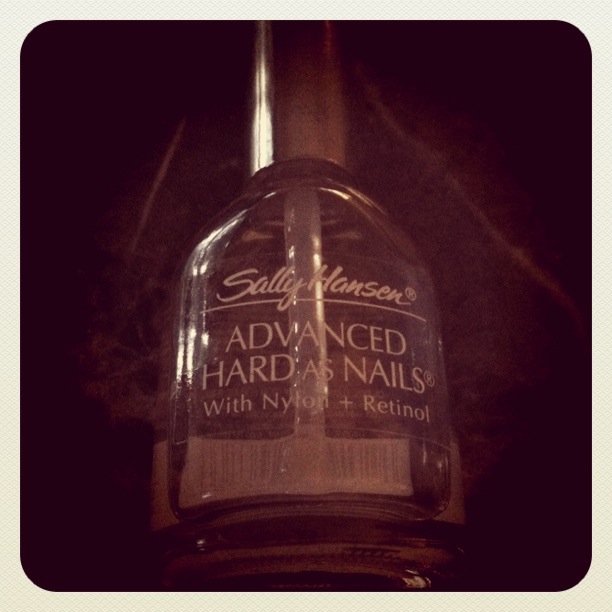 Sally Hansen®
ADVANCED
HARD AS NAILS®
With Nylon + Retinol